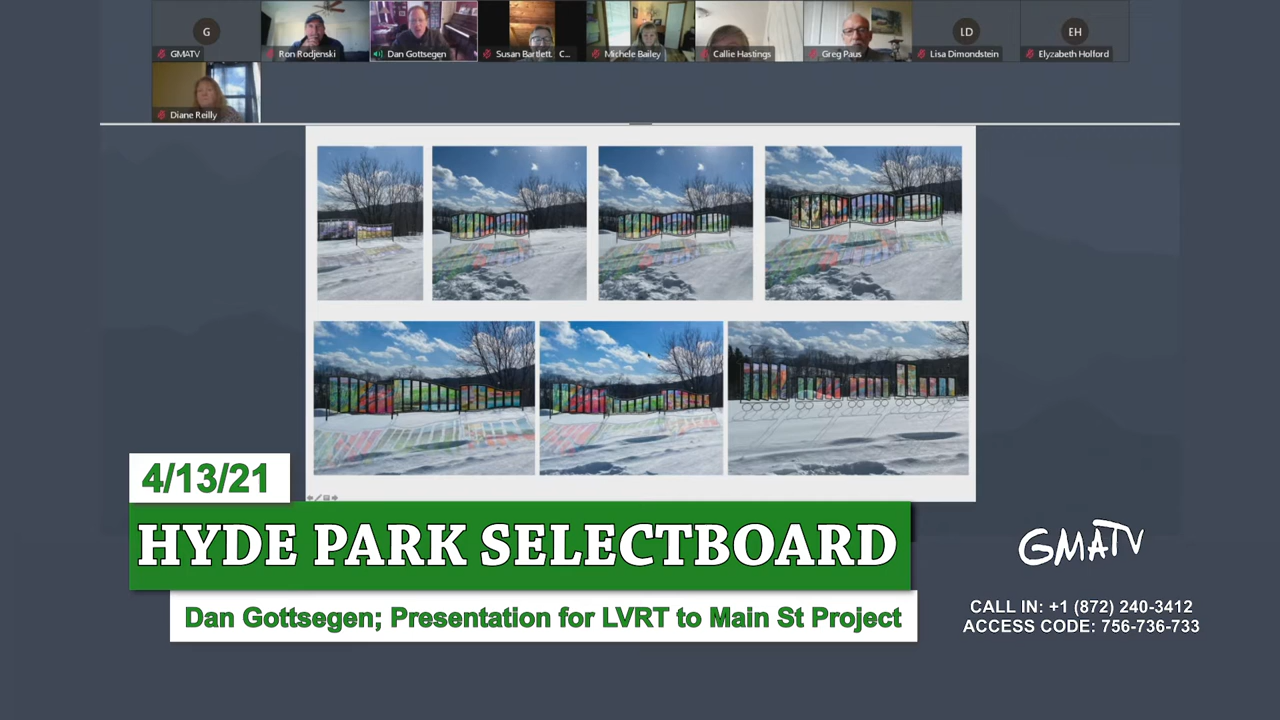 G
GMATV
Ron Rodjenski
Dan Gottsegen
Susan Bartlett. C...
Michele Bailey
Callie Hastings
Greg Paus
LD
Lisa Dimondstein
EH
Elyzabeth Holford
Diane Reilly
4/13/21
HYDE PARK SELECTBOARD
Dan Gottsegen; Presentation for LVRT to Main St Project
GMATV
CALL IN: +1 (872) 240-3412
ACCESS CODE: 756-736-733